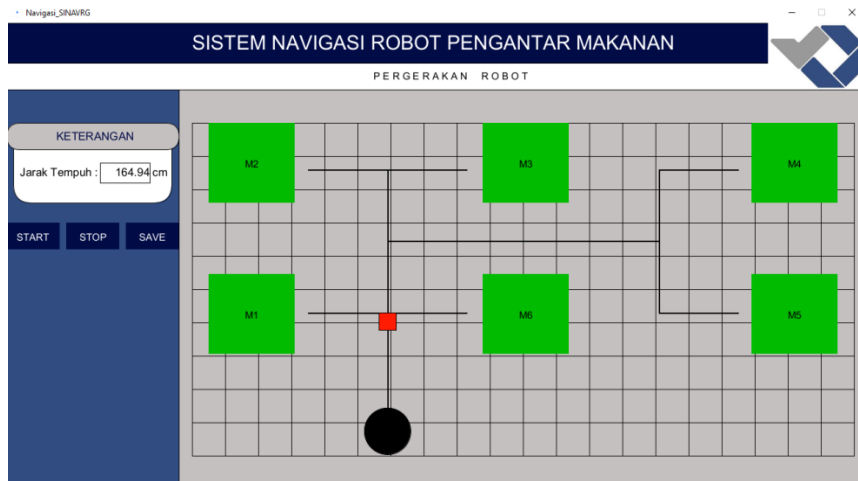 Navigasi_SINAVRG
SISTEM NAVIGASI ROBOT PENGANTAR MAKANAN
PERGERAKAN ROBOT
KETERANGAN
Jarak Tempuh : 164.94 cm
START STOP SAVE
M2 M3 M4
M1 M6 M5